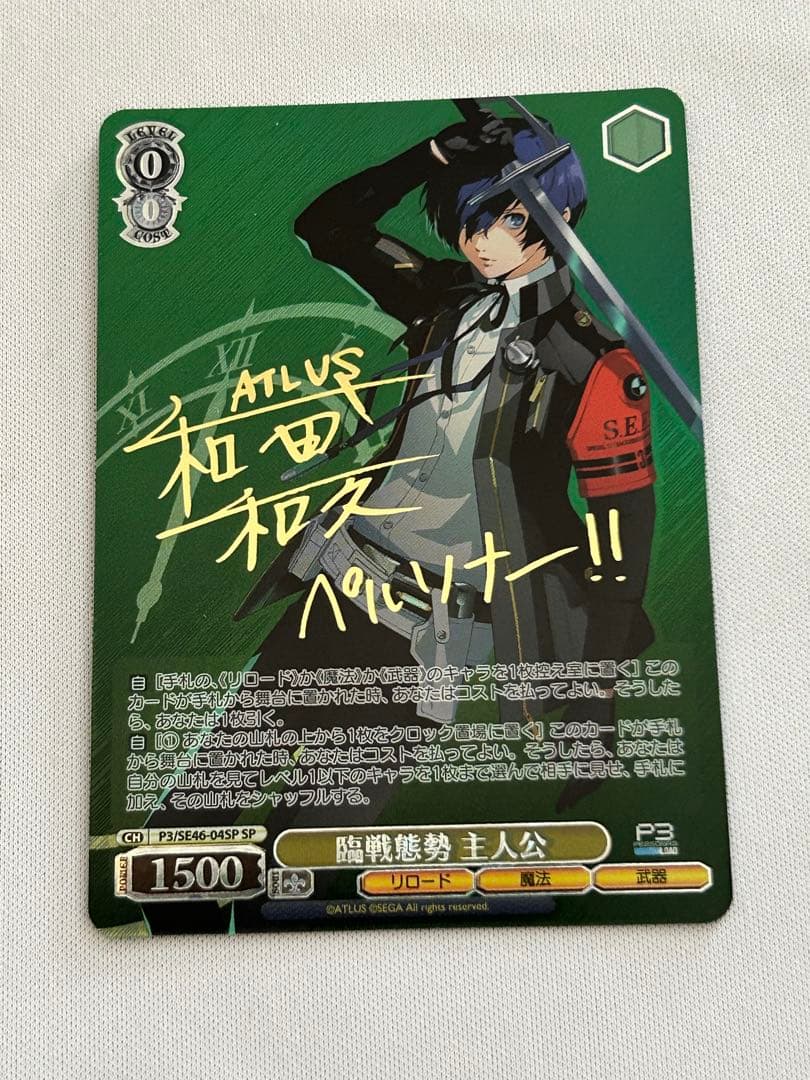 LEVEL
0
0
COST
XI
XII
ATLUS
和田
和久
ペルソナー!!
S.E.E
自 [手札の、《リロード》か《魔法》か《武器》のキャラを1枚控え室に置く] この
カードが手札から舞台に置かれた時、あなたはコストを払ってよい。そうした
ら、あなたは1枚引く。
自 [① あなたの山札の上から1枚をクロック置場に置く] このカードが手札
から舞台に置かれた時、あなたはコストを払ってよい。そうしたら、あなたは
自分の山札を見てレベル1以下のキャラを1枚まで選んで相手に見せ、手札に
加え、その山札をシャッフルする。
CH P3/SE46-04SP SP
臨戦態勢 主人公
P3
POWER
1500
SOUL
リロード 魔法 武器
©ATLUS ©SEGA All rights reserved.